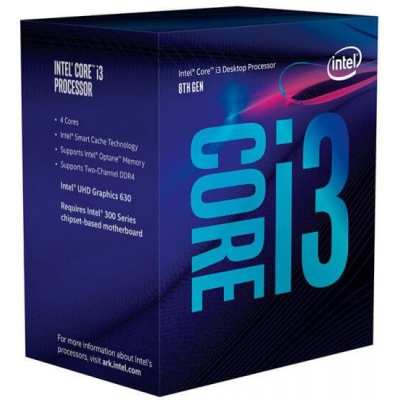 INTEL® CORE™ i3
PROCESSOR
• 4 Cores
• Intel® Smart Cache Technology
• Supports Intel® Optane™ Memory
• Supports Two-Channel DDR4
Intel® UHD Graphics 630
Requires Intel® 300 Series
chipset-based motherboard
For more information about Intel's
processors, visit ark.intel.com
Intel® Core™ i3 Desktop Processor
8TH GEN
intel
CORE i3